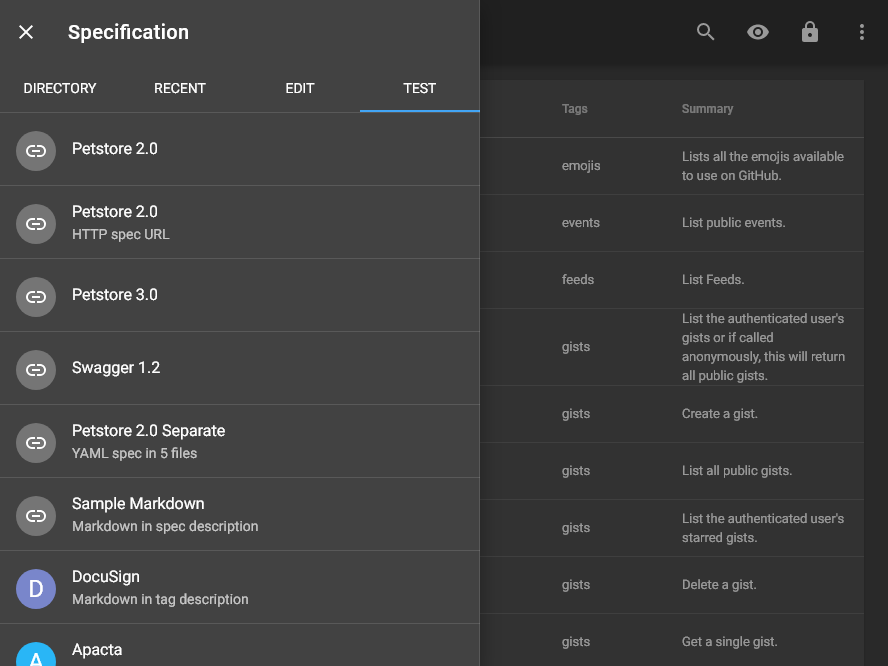 Specification
DIRECTORY
RECENT
EDIT
TEST
Petstore 2.0
Petstore 2.0
HTTP spec URL
Petstore 3.0
Swagger 1.2
Petstore 2.0 Separate
YAML spec in 5 files
Sample Markdown
Markdown in spec description
D
DocuSign
Markdown in tag description
A
Apacta
Tags
Summary
emojis
Lists all the emojis available
to use on GitHub.
events
List public events.
feeds
List Feeds.
gists
List the authenticated user's
gists or if called
anonymously, this will return
all public gists.
gists
Create a gist.
gists
List all public gists.
gists
List the authenticated user's
starred gists.
gists
Delete a gist.
gists
Get a single gist.